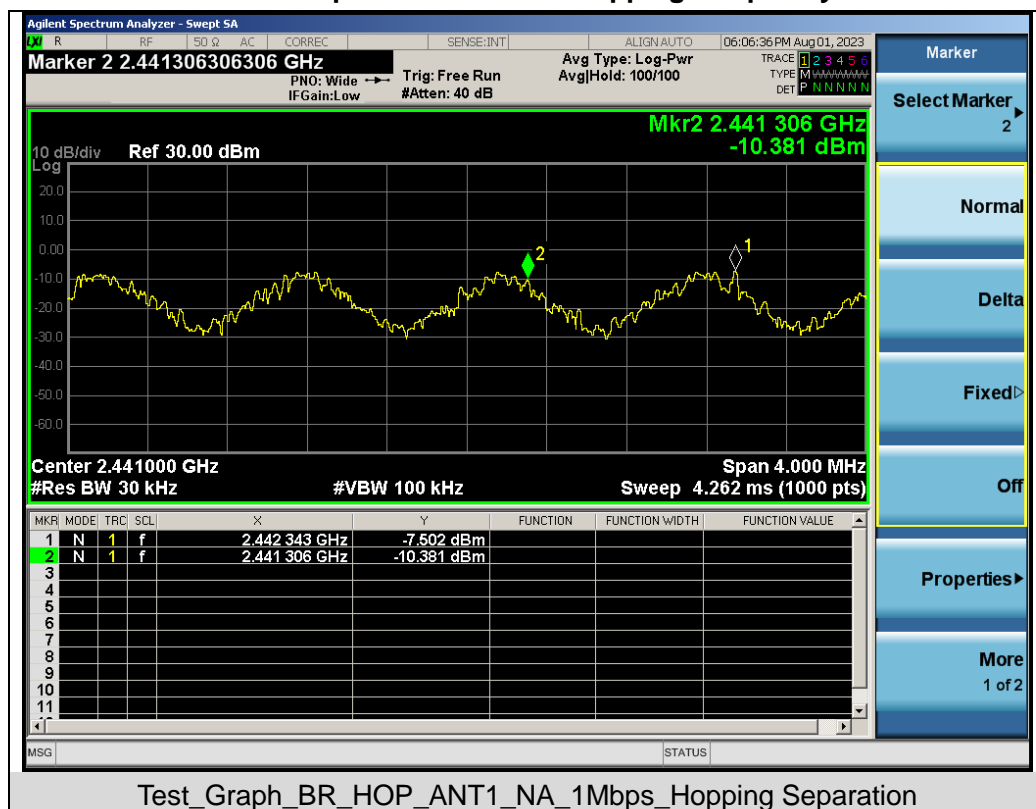 Agilent Spectrum Analyzer - Swept SA
LXI R RF 50 Ω AC CORREC SENSE:INT ALIGN AUTO 06:06:36 PM Aug 01, 2023
Marker 2 2.441306306306 GHz
PNO: Wide
IFGain:Low
Trig: Free Run
#Atten: 40 dB
Avg Type: Log-Pwr
Avg|Hold: 100/100
TRACE 1 2 3 4 5 6
TYPE M
DET P N N N N N
Mkr2 2.441 306 GHz
-10.381 dBm
10 dB/div Ref 30.00 dBm
Log
20.0
10.0
0.00
-10.0
-20.0
-30.0
-40.0
-50.0
-60.0
2
1
Center 2.441000 GHz Span 4.000 MHz
#Res BW 30 kHz #VBW 100 kHz Sweep 4.262 ms (1000 pts)
MKR MODE TRC SCL X Y FUNCTION FUNCTION WIDTH FUNCTION VALUE
1 N 1 f 2.442 343 GHz -7.502 dBm
2 N 1 f 2.441 306 GHz -10.381 dBm
3
4
5
6
7
8
9
10
11
MSG STATUS
Marker
Select Marker
2
Normal
Delta
Fixed
Off
Properties
More
1 of 2
Test_Graph_BR_HOP_ANT1_NA_1Mbps_Hopping Separation